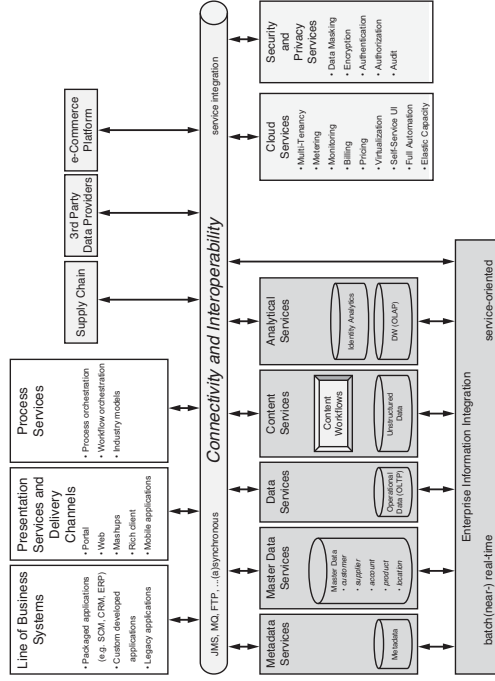 Line of Business
Systems
• Packaged applications
(e.g. SCM, CRM, ERP)
• Custom developed
applications
• Legacy applications
Presentation
Services and
Delivery
Channels
• Portal
• Web
• Mashups
• Rich client
• Mobile applications
Process
Services
• Process orchestration
• Workflow orchestration
• Industry models
Supply Chain
3rd Party
Data Providers
e-Commerce
Platform
JMS, MQ, FTP, ...(a)synchronous
Connectivity and Interoperability
service integration
Metadata
Services
Metadata
Master Data
Services
Master Data
• customer
• supplier
• account
• product
• location
Data
Services
Operational
Data (OLTP)
Content
Services
Content
Workflows
Unstructured
Data
Analytical
Services
Identity Analytics
DW (OLAP)
Cloud
Services
• Multi-Tenancy
• Metering
• Monitoring
• Billing
• Pricing
• Virtualization
• Self-Service UI
• Full Automation
• Elastic Capacity
Security
and
Privacy
Services
• Data Masking
• Encryption
• Authentication
• Authorization
• Audit
Enterprise Information Integration
batch(near-) real-time
service-oriented